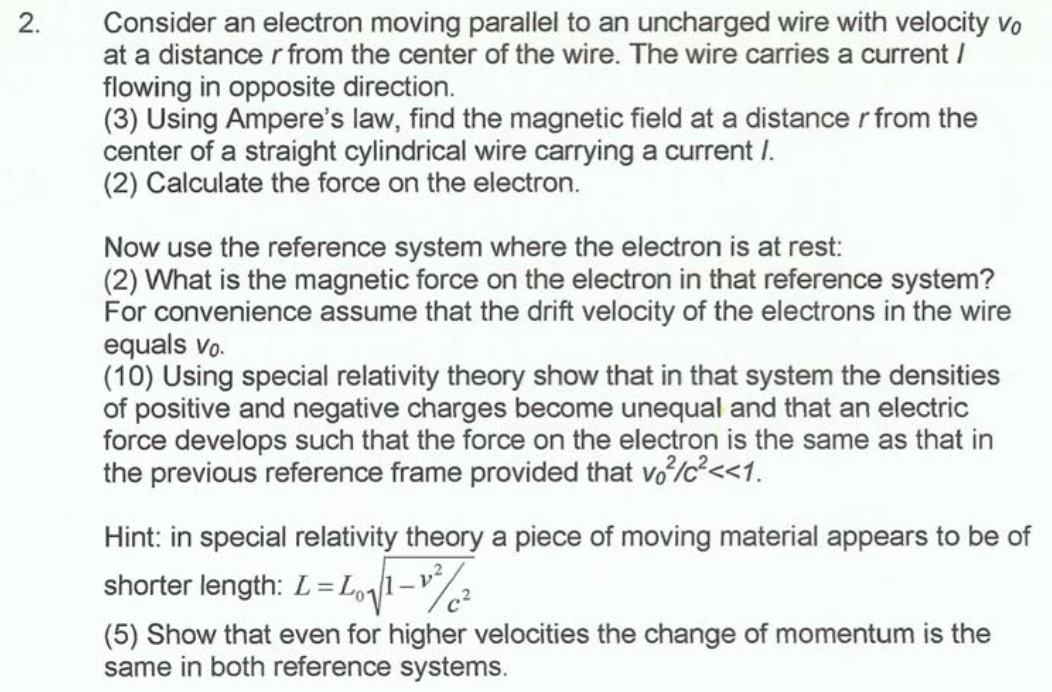 2. Consider an electron moving parallel to an uncharged wire with velocity v₀
at a distance r from the center of the wire. The wire carries a current I
flowing in opposite direction.
(3) Using Ampere's law, find the magnetic field at a distance r from the
center of a straight cylindrical wire carrying a current I.
(2) Calculate the force on the electron.
Now use the reference system where the electron is at rest:
(2) What is the magnetic force on the electron in that reference system?
For convenience assume that the drift velocity of the electrons in the wire
equals v₀.
(10) Using special relativity theory show that in that system the densities
of positive and negative charges become unequal and that an electric
force develops such that the force on the electron is the same as that in
the previous reference frame provided that v₀²/c²<<1.
Hint: in special relativity theory a piece of moving material appears to be of
shorter length: L = L₀√(1 − v²/c²)
(5) Show that even for higher velocities the change of momentum is the
same in both reference systems.